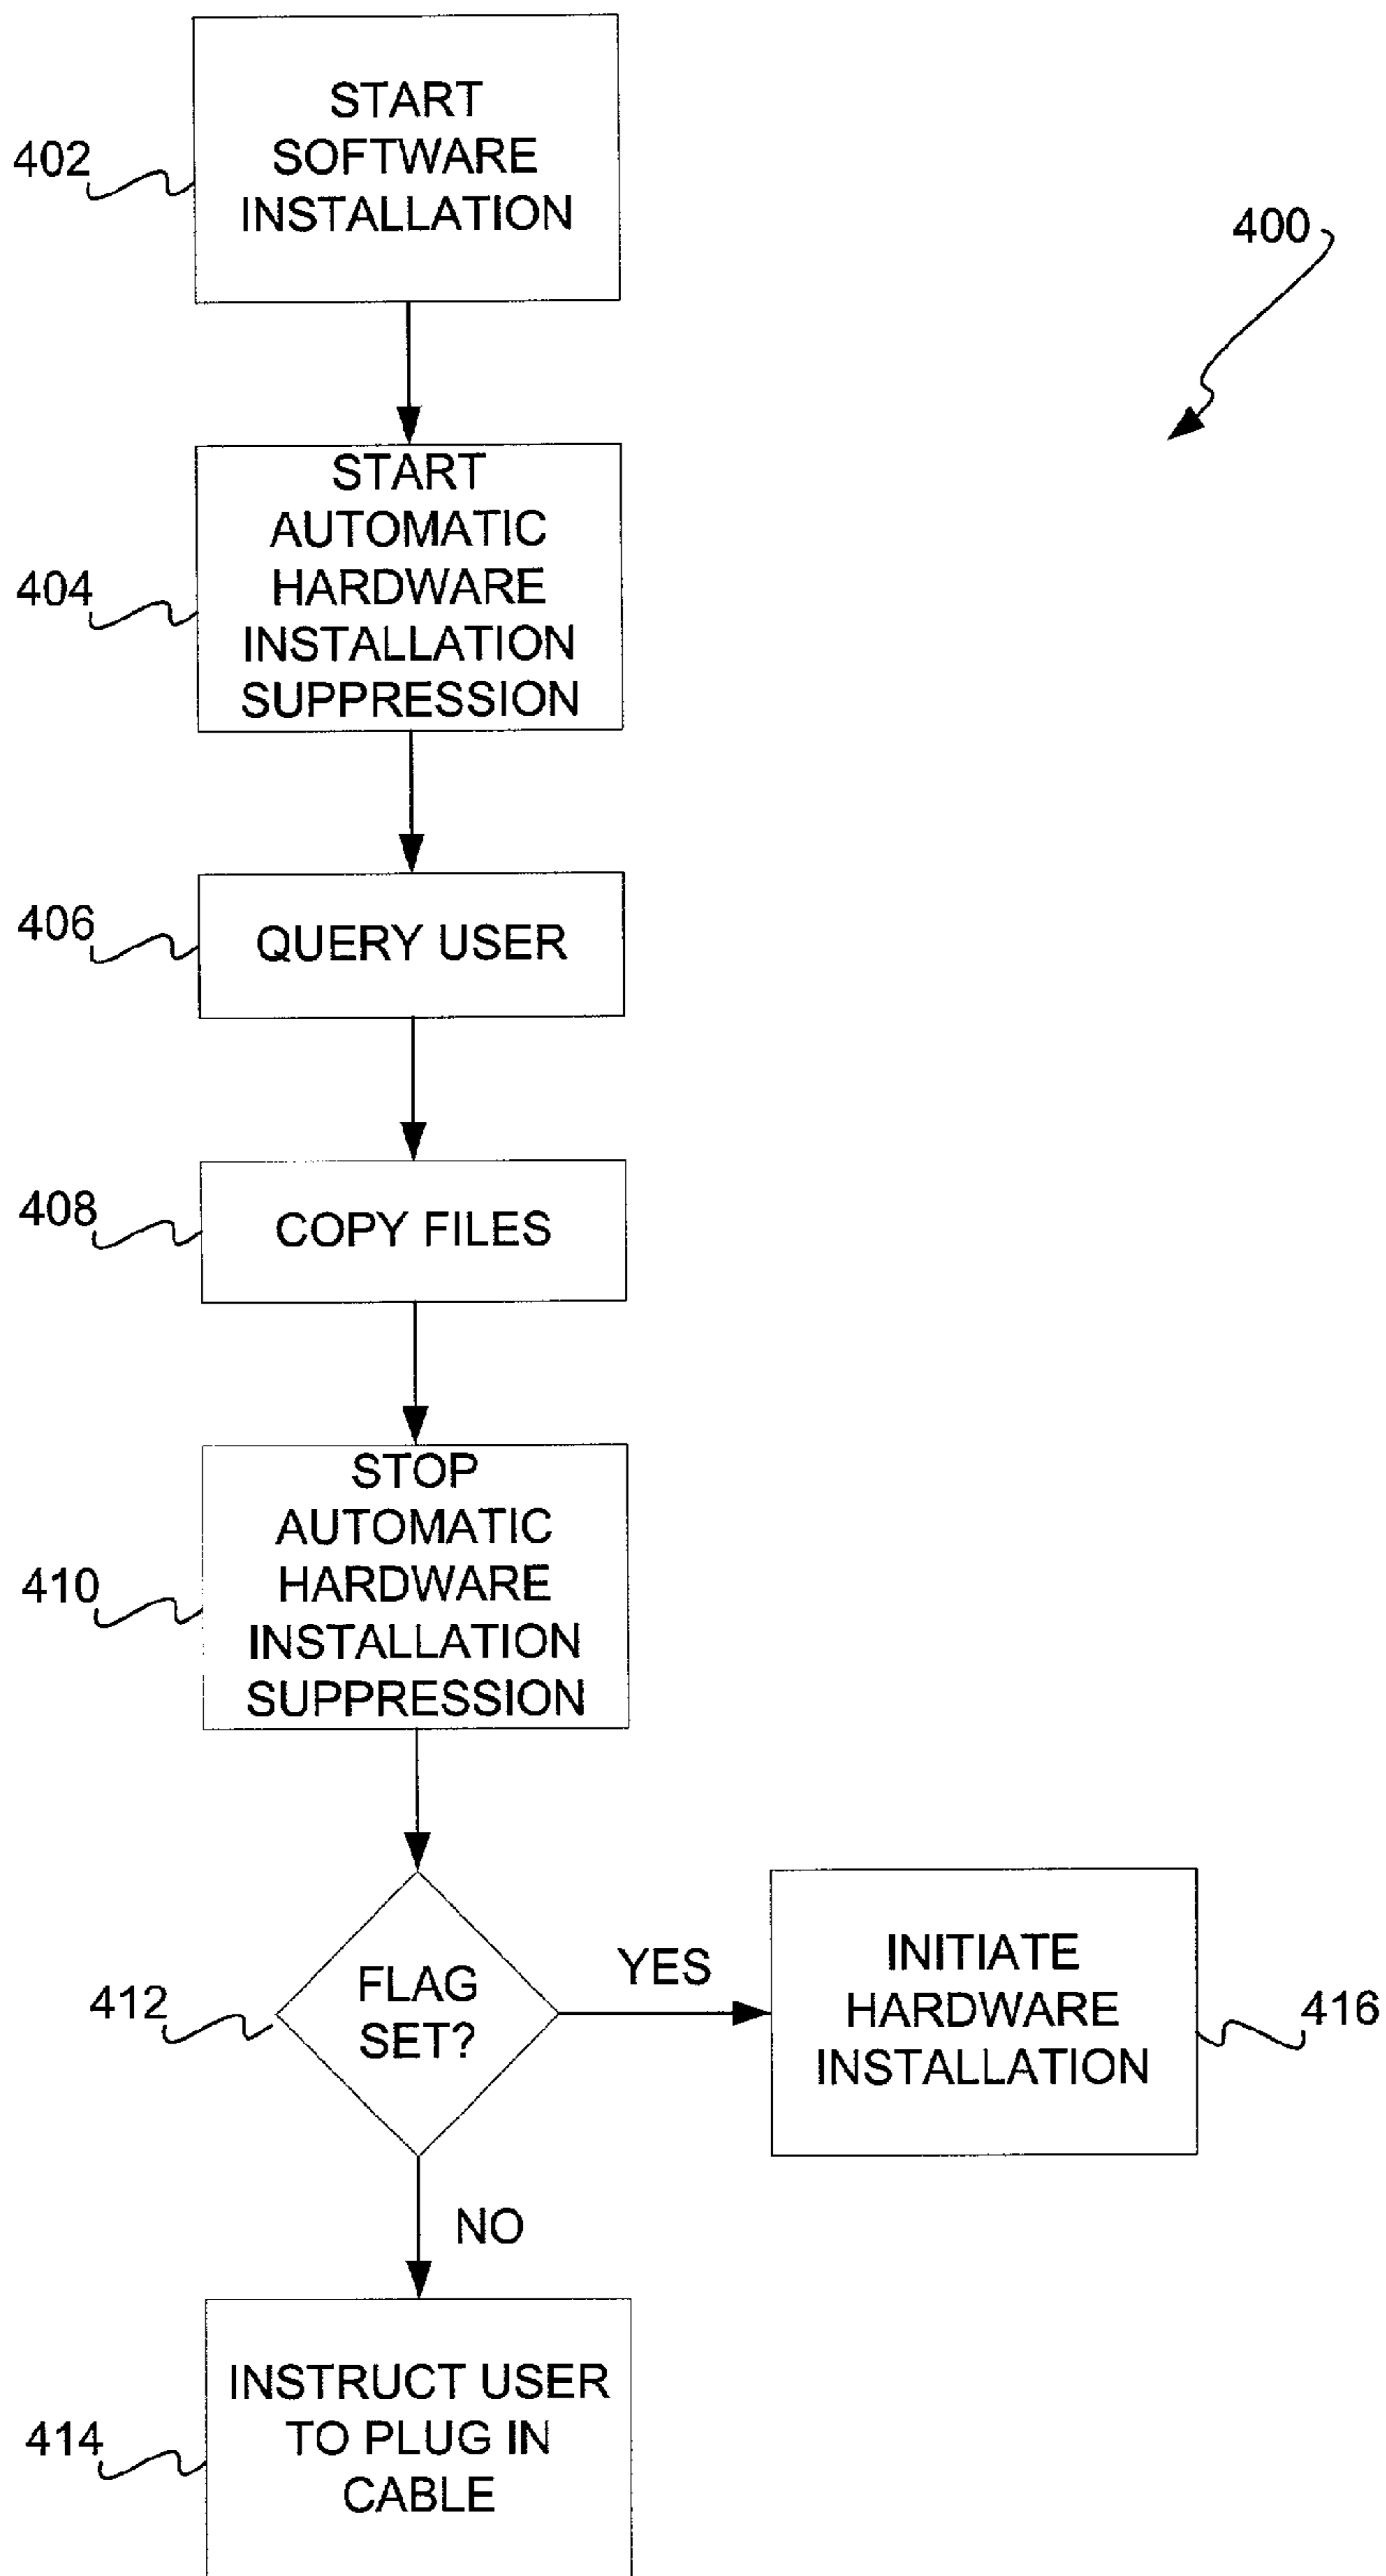 START
SOFTWARE
INSTALLATION
402
400
START
AUTOMATIC
HARDWARE
INSTALLATION
SUPPRESSION
404
QUERY USER
406
COPY FILES
408
STOP
AUTOMATIC
HARDWARE
INSTALLATION
SUPPRESSION
410
FLAG
SET?
412
YES
INITIATE
HARDWARE
INSTALLATION
416
NO
INSTRUCT USER
TO PLUG IN
CABLE
414